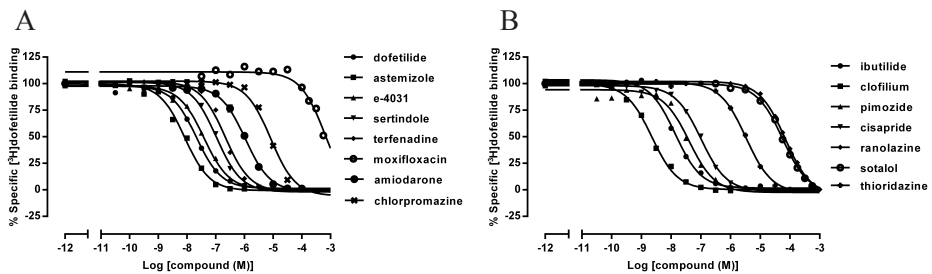 A
% Specific [³H]dofetilide binding
125
100
75
50
25
0
-25
-12
-11
-10
-9
-8
-7
-6
-5
-4
-3
Log [compound (M)]
dofetilide
astemizole
e-4031
sertindole
terfenadine
moxifloxacin
amiodarone
chlorpromazine
B
% Specific [³H]dofetilide binding
125
100
75
50
25
0
-25
-12
-11
-10
-9
-8
-7
-6
-5
-4
-3
Log [compound (M)]
ibutilide
clofilium
pimozide
cisapride
ranolazine
sotalol
thioridazine